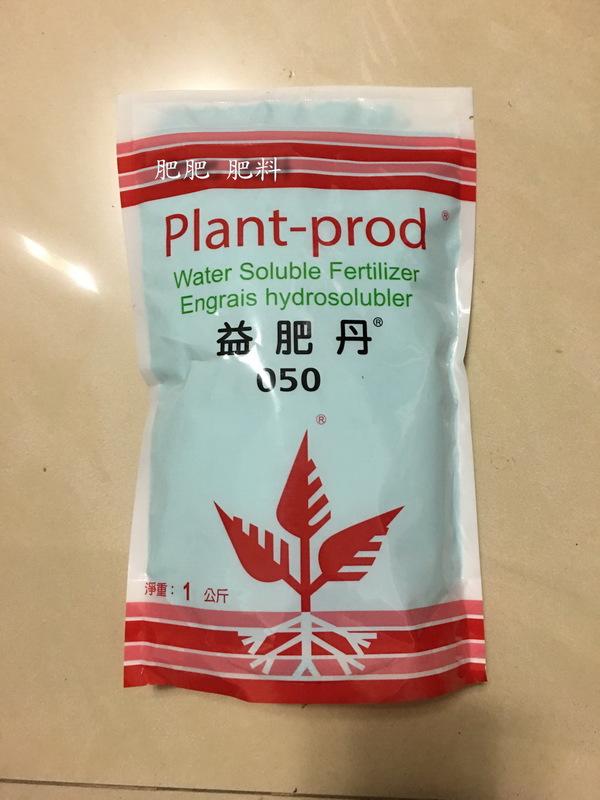 肥肥 肥料
Plant-prod ®
Water Soluble Fertilizer
Engrais hydrosolubler
益肥丹®
050
®
淨重：1 公斤